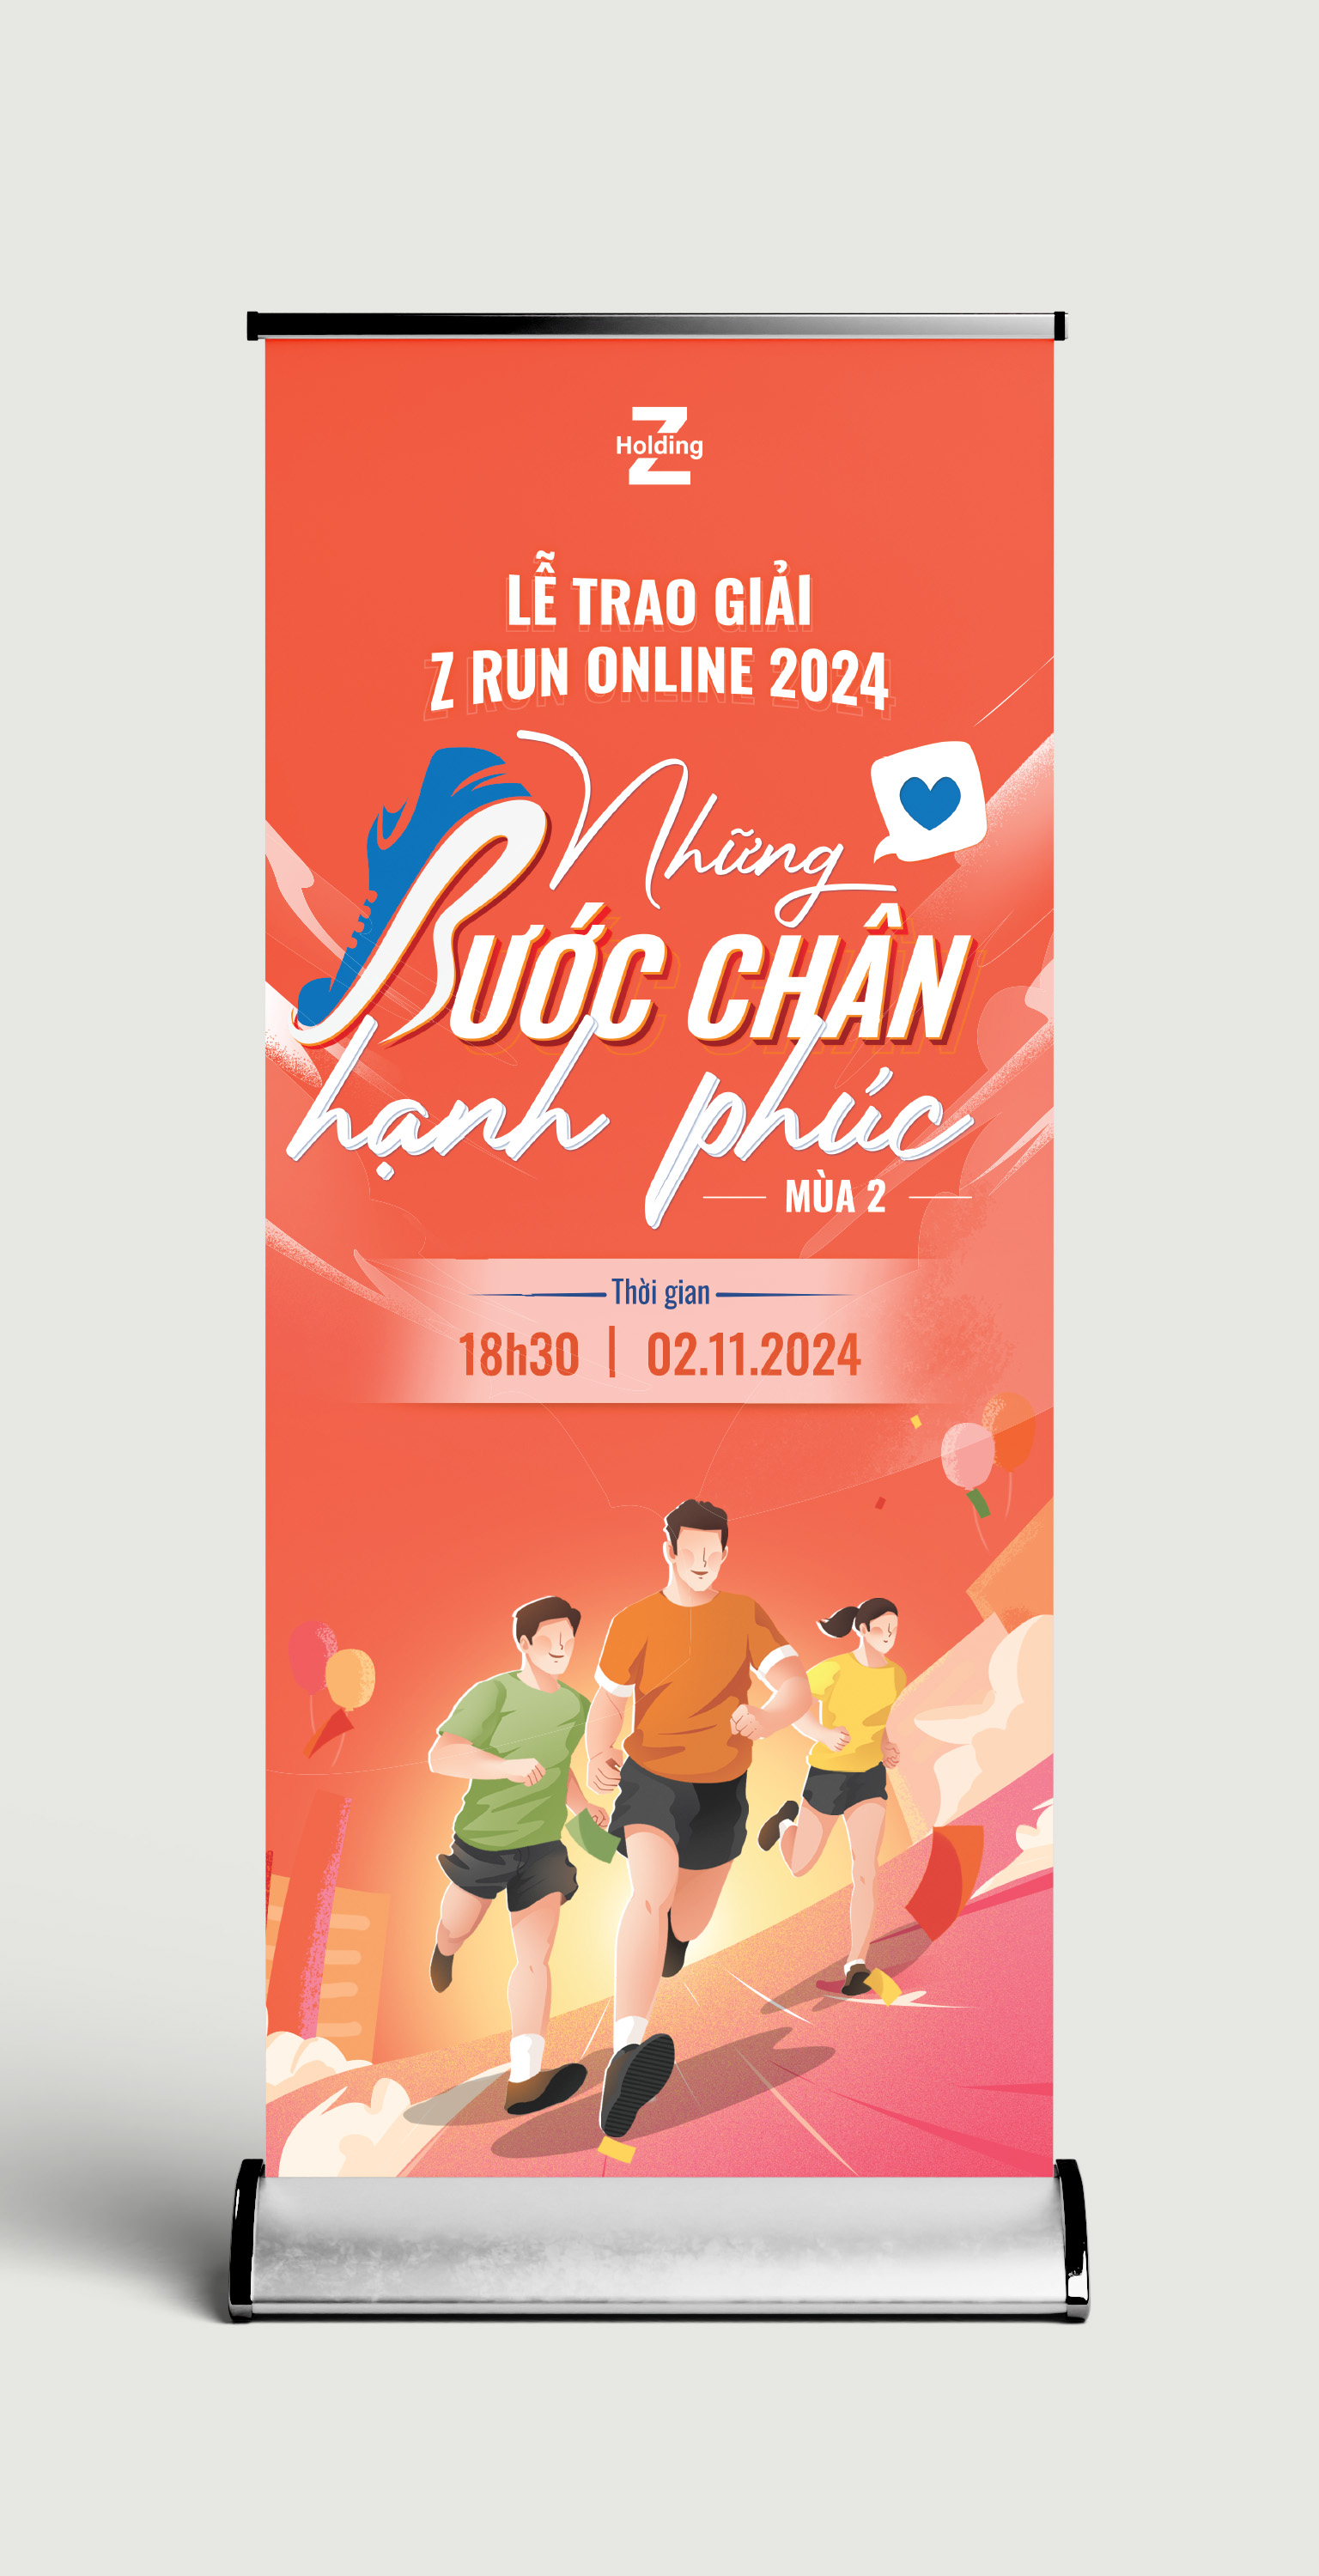 Z
Holding
LỄ TRAO GIẢI
Z RUN ONLINE 2024
Những
BƯỚC CHÂN
hạnh phúc
MÙA 2
Thời gian
18h30 | 02.11.2024